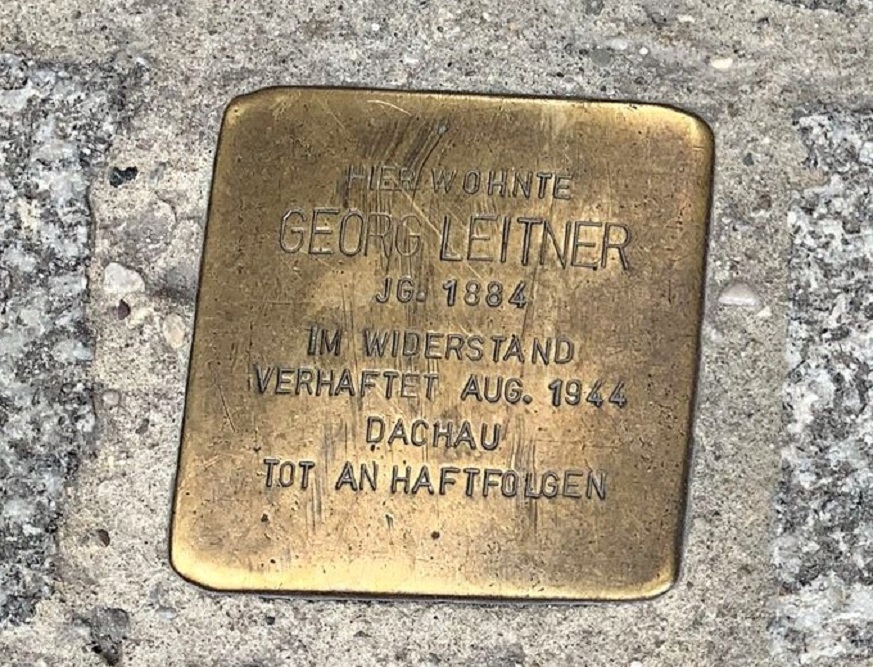 HIER WOHNTE
GEORG LEITNER
JG. 1884
IM WIDERSTAND
VERHAFTET AUG. 1944
DACHAU
TOT AN HAFTFOLGEN